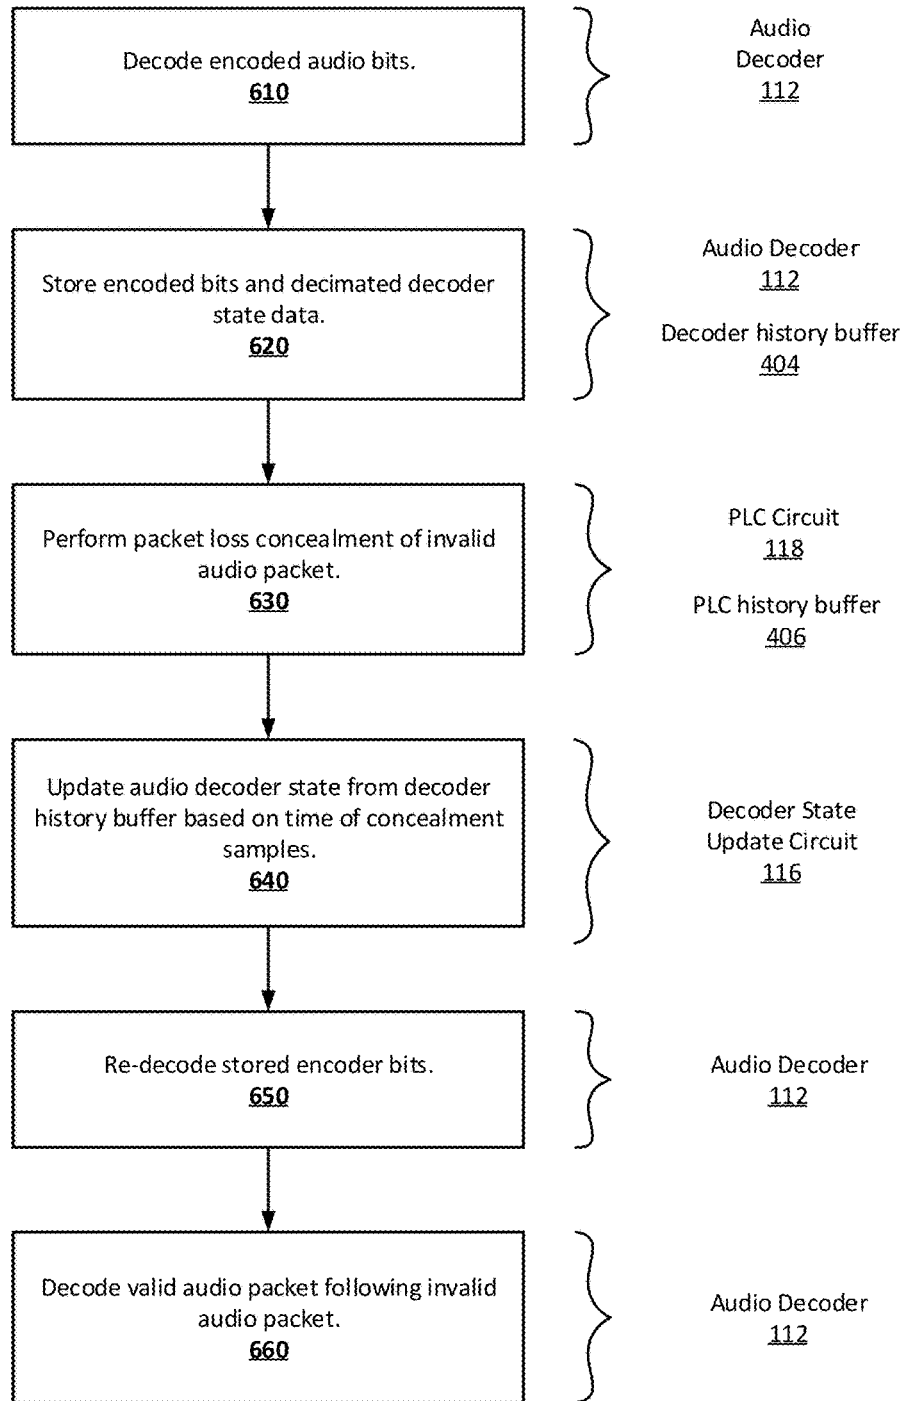 Decode encoded audio bits.
610
Audio
Decoder
112
Store encoded bits and decimated decoder
state data.
620
Audio Decoder
112
Decoder history buffer
404
Perform packet loss concealment of invalid
audio packet.
630
PLC Circuit
118
PLC history buffer
406
Update audio decoder state from decoder
history buffer based on time of concealment
samples.
640
Decoder State
Update Circuit
116
Re-decode stored encoder bits.
650
Audio Decoder
112
Decode valid audio packet following invalid
audio packet.
660
Audio Decoder
112